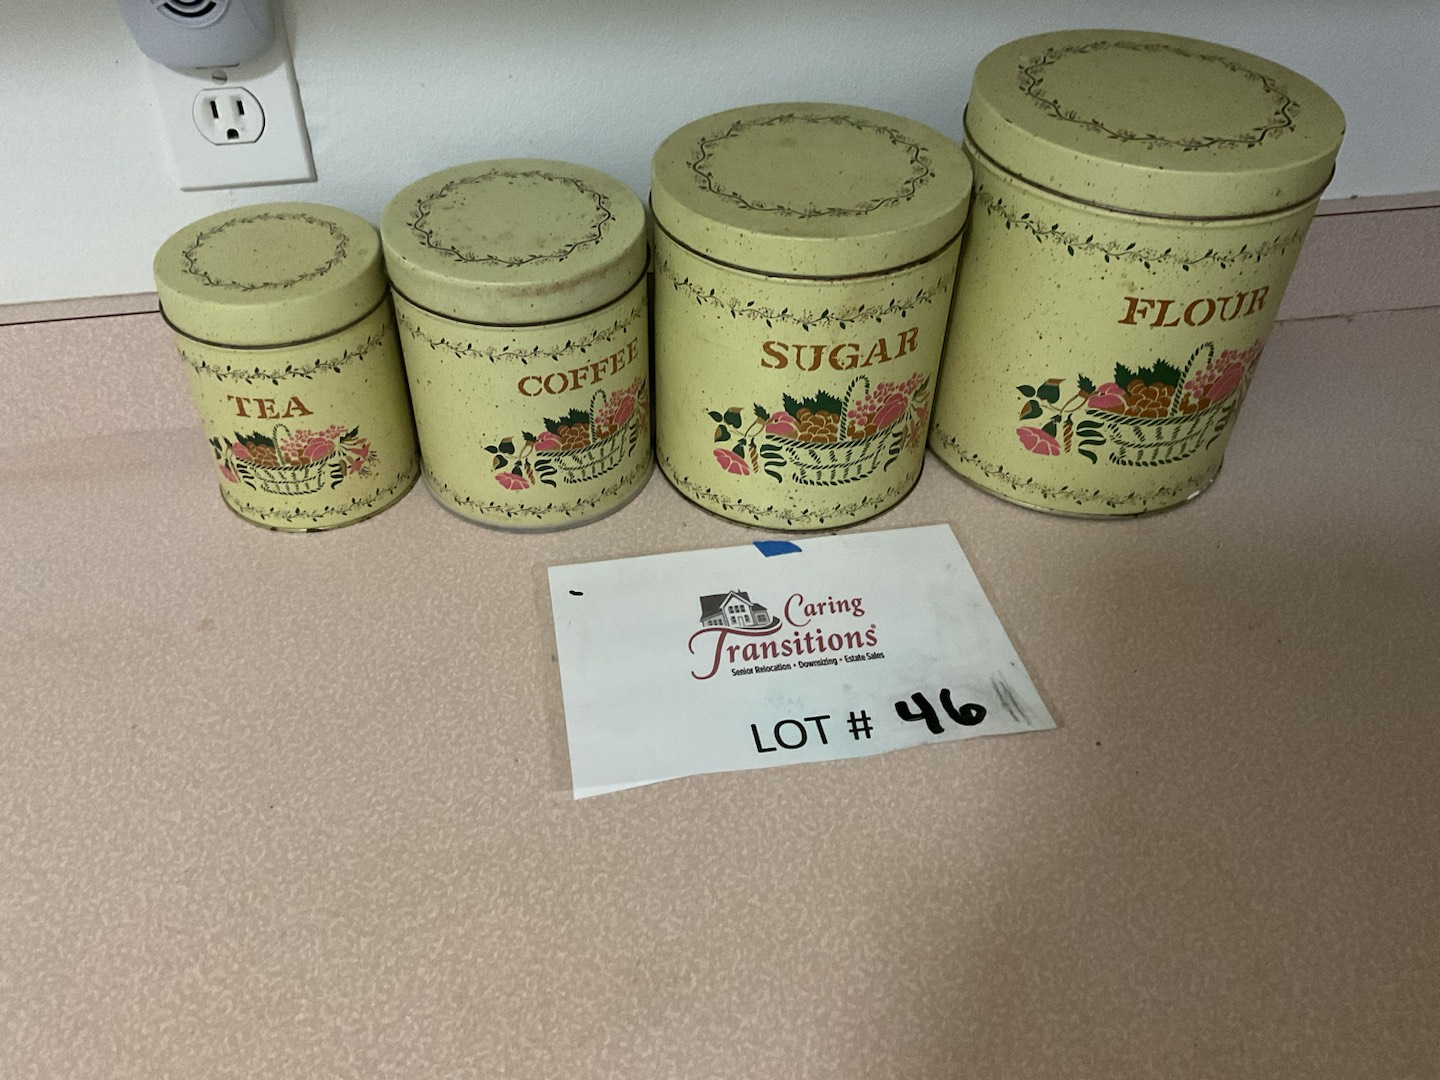 TEA
COFFEE
SUGAR
FLOUR
Caring
Transitions®
Senior Relocation • Downsizing • Estate Sales
LOT # 46